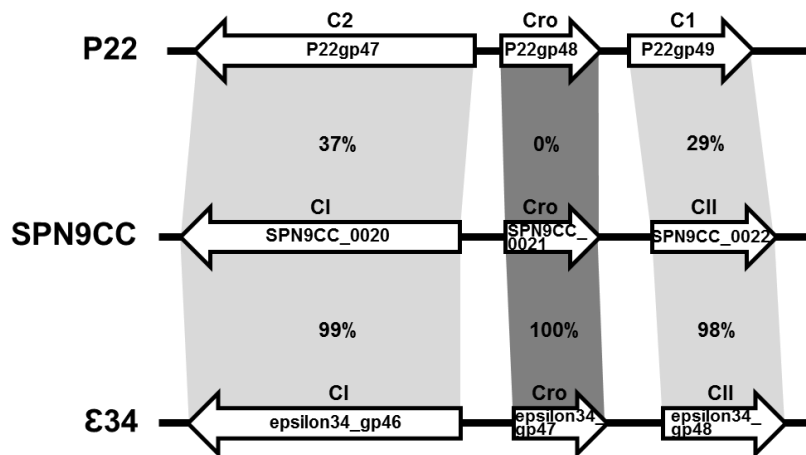 C2 Cro C1
P22 P22gp47 P22gp48 P22gp49
37% 0% 29%
CI Cro CII
SPN9CC SPN9CC_0020 SPN9CC_
0021 SPN9CC_0022
99% 100% 98%
CI Cro CII
Ɛ34 epsilon34_gp46 epsilon34_
gp47 epsilon34_
gp48